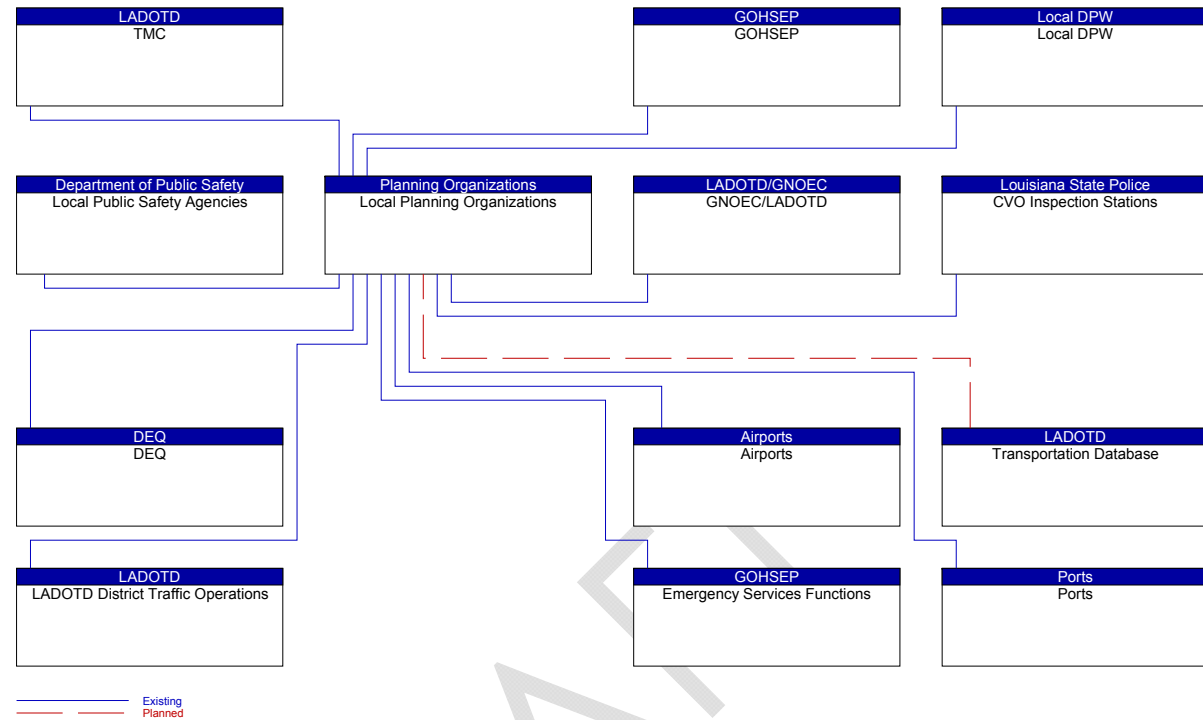 LADOTD
TMC
GOHSEP
GOHSEP
Local DPW
Local DPW
Department of Public Safety
Local Public Safety Agencies
Planning Organizations
Local Planning Organizations
LADOTD/GNOEC
GNOEC/LADOTD
Louisiana State Police
CVO Inspection Stations
DEQ
DEQ
Airports
Airports
LADOTD
Transportation Database
LADOTD
LADOTD District Traffic Operations
GOHSEP
Emergency Services Functions
Ports
Ports
Existing
Planned